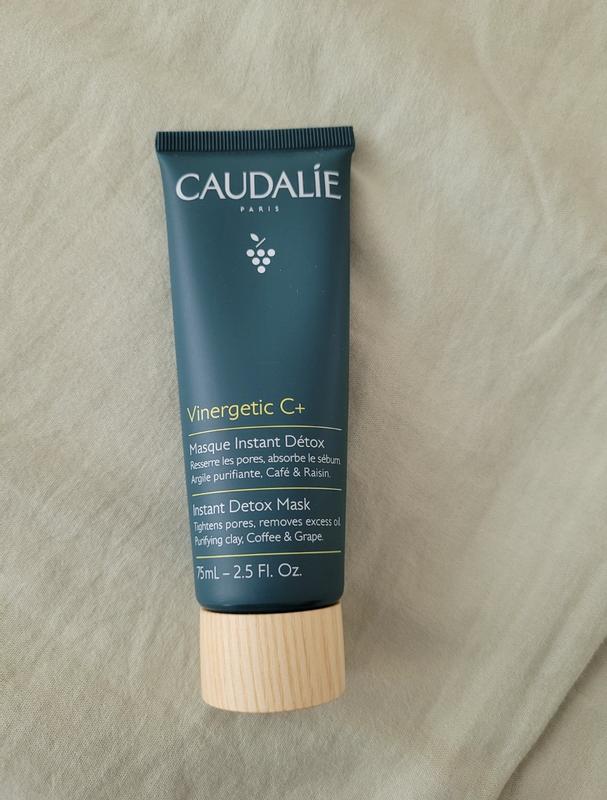 CAUDALÍE
PARIS
Vinergetic C+
Masque Instant Détox
Resserre les pores, absorbe le sébum.
Argile purifiante, Café & Raisin.
Instant Detox Mask
Tightens pores, removes excess oil.
Purifying clay, Coffee & Grape.
75mL – 2.5 Fl. Oz.